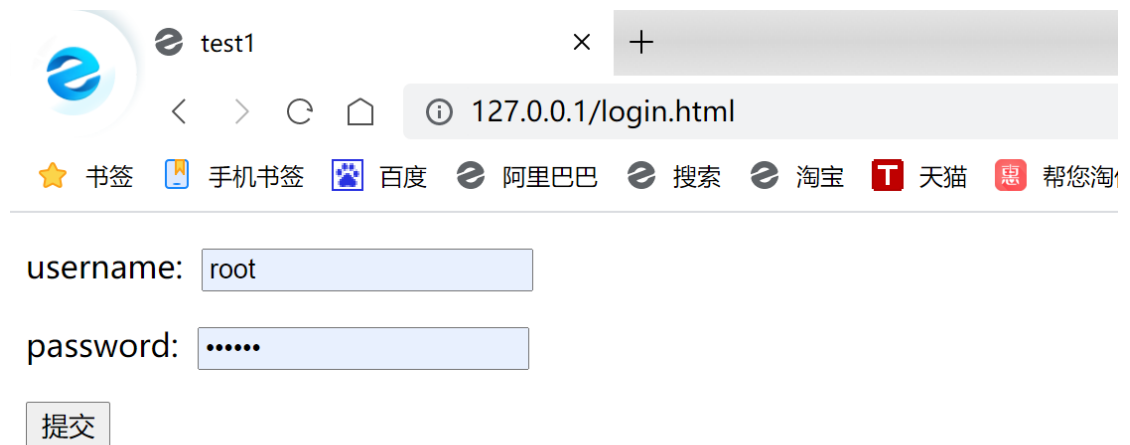 test1
127.0.0.1/login.html
书签 手机书签 百度 阿里巴巴 搜索 淘宝 T 天猫 惠 帮您淘
username: root
password: ••••••
提交